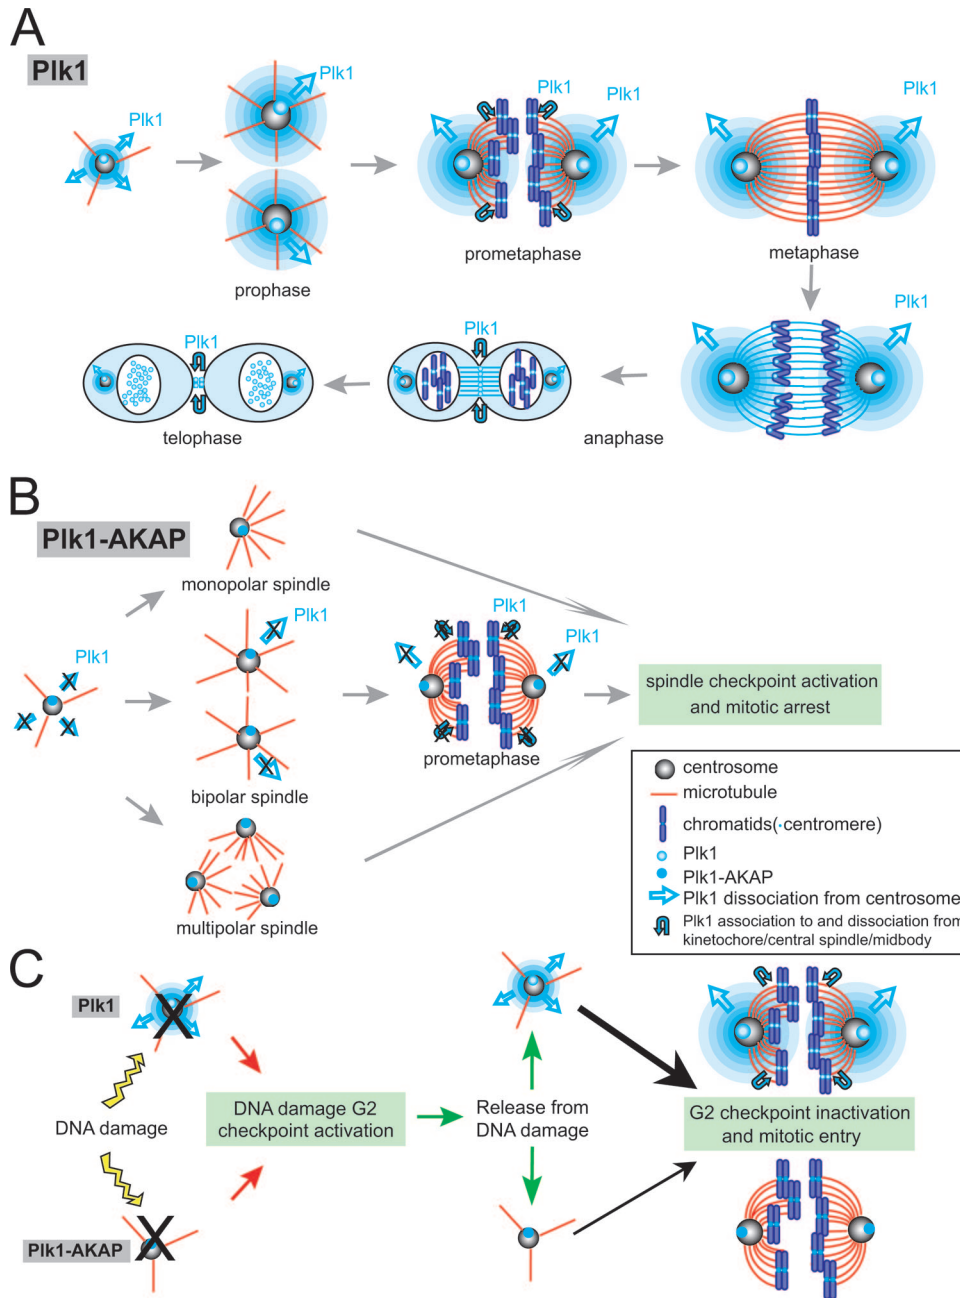 A
Plk1
Plk1
Plk1
Plk1
Plk1
Plk1
prophase
prometaphase
metaphase
Plk1
Plk1
Plk1
telophase
anaphase
B
Plk1-AKAP
monopolar spindle
Plk1
Plk1
Plk1
Plk1
bipolar spindle
prometaphase
multipolar spindle
spindle checkpoint activation
and mitotic arrest
centrosome
microtubule
chromatids(·centromere)
Plk1
Plk1-AKAP
Plk1 dissociation from centrosome
Plk1 association to and dissociation from
kinetochore/central spindle/midbody
C
Plk1
X
DNA damage
DNA damage G2
checkpoint activation
Release from
DNA damage
G2 checkpoint inactivation
and mitotic entry
Plk1-AKAP
X